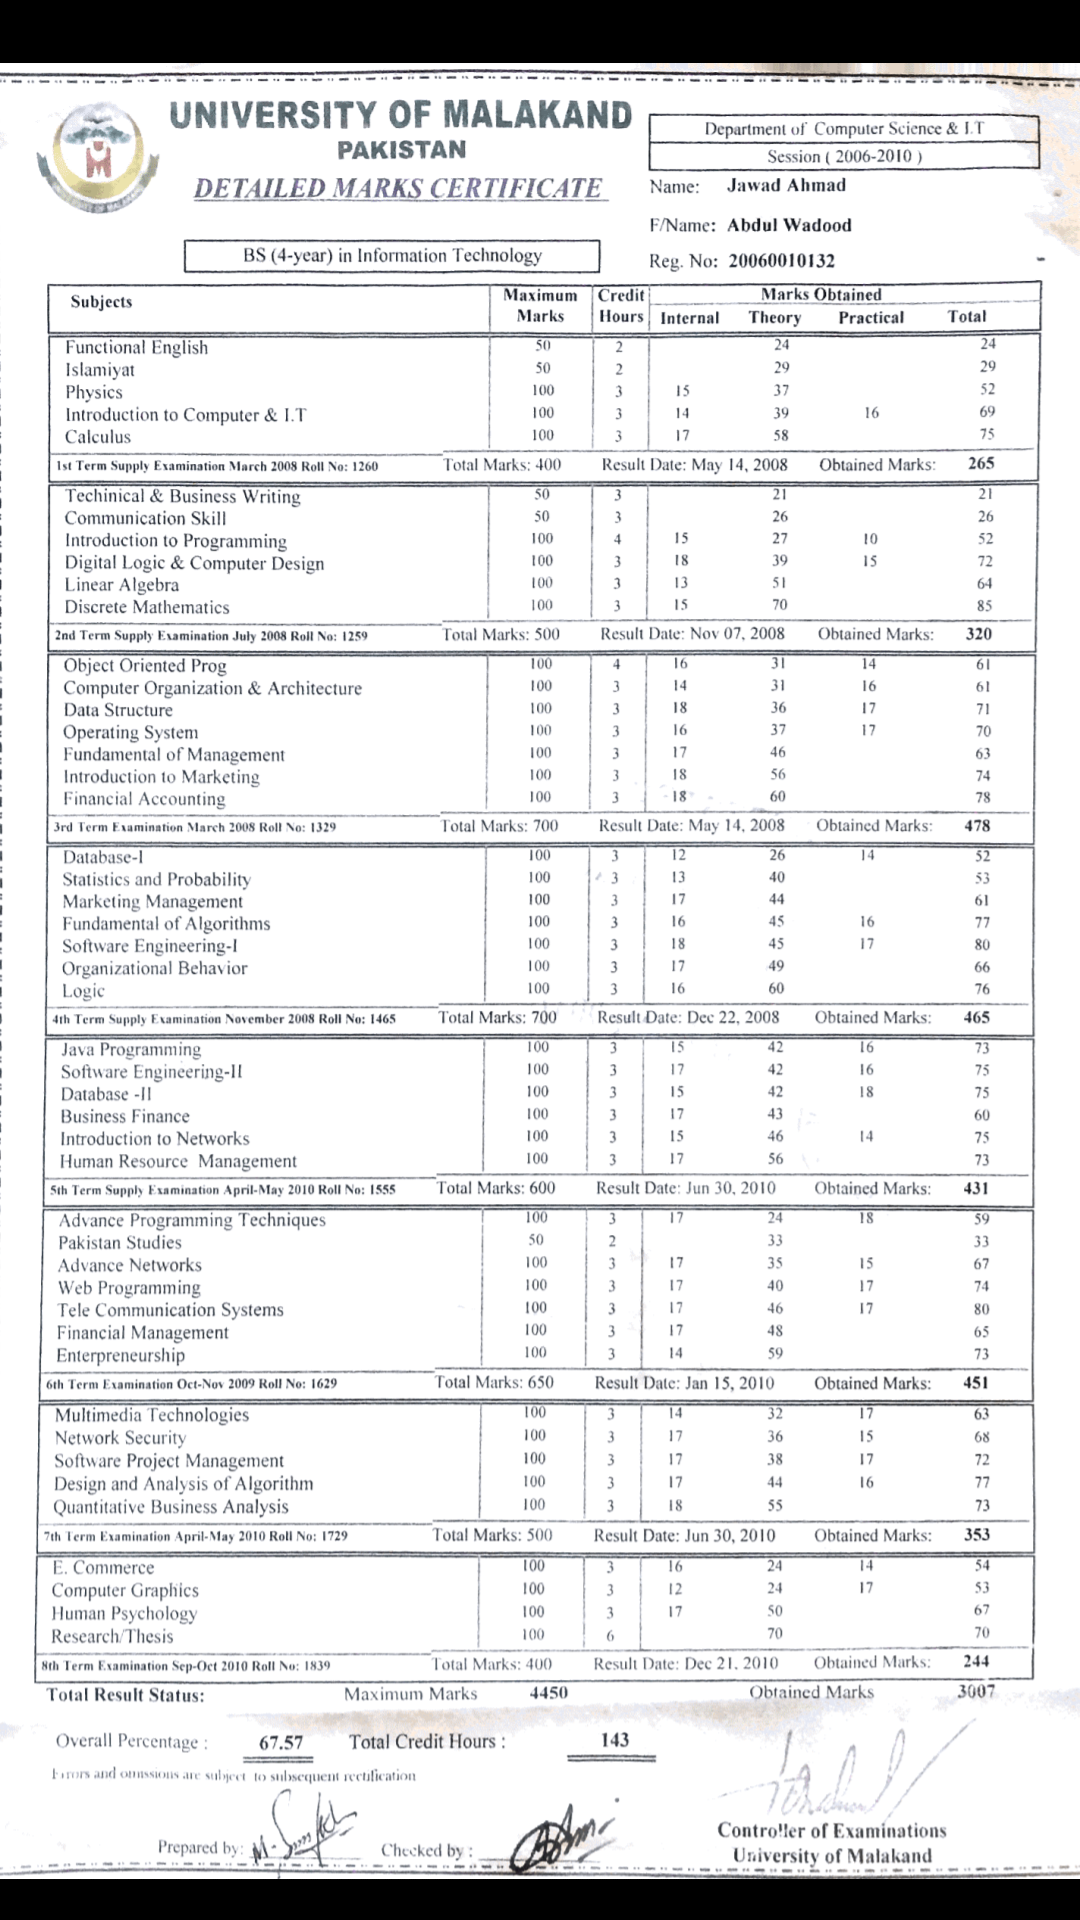 UNIVERSITY OF MALAKAND
PAKISTAN
DETAILED MARKS CERTIFICATE
Department of Computer Science & I.T
Session ( 2006-2010 )
Name: Jawad Ahmad
F/Name: Abdul Wadood
BS (4-year) in Information Technology
Reg. No: 20060010132
Subjects Maximum Marks Credit Hours Marks Obtained
Internal Theory Practical Total
Functional English 50 2 24 24
Islamiyat 50 2 29 29
Physics 100 3 15 37 52
Introduction to Computer & I.T 100 3 14 39 16 69
Calculus 100 3 17 58 75
1st Term Supply Examination March 2008 Roll No: 1260 Total Marks: 400 Result Date: May 14, 2008 Obtained Marks: 265
Techinical & Business Writing 50 3 21 21
Communication Skill 50 3 26 26
Introduction to Programming 100 4 15 27 10 52
Digital Logic & Computer Design 100 3 18 39 15 72
Linear Algebra 100 3 13 51 64
Discrete Mathematics 100 3 15 70 85
2nd Term Supply Examination July 2008 Roll No: 1259 Total Marks: 500 Result Date: Nov 07, 2008 Obtained Marks: 320
Object Oriented Prog 100 4 16 31 14 61
Computer Organization & Architecture 100 3 14 31 16 61
Data Structure 100 3 18 36 17 71
Operating System 100 3 16 37 17 70
Fundamental of Management 100 3 17 46 63
Introduction to Marketing 100 3 18 56 74
Financial Accounting 100 3 18 60 78
3rd Term Examination March 2008 Roll No: 1329 Total Marks: 700 Result Date: May 14, 2008 Obtained Marks: 478
Database-I 100 3 12 26 14 52
Statistics and Probability 100 3 13 40 53
Marketing Management 100 3 17 44 61
Fundamental of Algorithms 100 3 16 45 16 77
Software Engineering-I 100 3 18 45 17 80
Organizational Behavior 100 3 17 49 66
Logic 100 3 16 60 76
4th Term Supply Examination November 2008 Roll No: 1465 Total Marks: 700 Result Date: Dec 22, 2008 Obtained Marks: 465
Java Programming 100 3 15 42 16 73
Software Engineering-II 100 3 17 42 16 75
Database -II 100 3 15 42 18 75
Business Finance 100 3 17 43 60
Introduction to Networks 100 3 15 46 14 75
Human Resource Management 100 3 17 56 73
5th Term Supply Examination April-May 2010 Roll No: 1555 Total Marks: 600 Result Date: Jun 30, 2010 Obtained Marks: 431
Advance Programming Techniques 100 3 17 24 18 59
Pakistan Studies 50 2 33 33
Advance Networks 100 3 17 35 15 67
Web Programming 100 3 17 40 17 74
Tele Communication Systems 100 3 17 46 17 80
Financial Management 100 3 17 48 65
Enterpreneurship 100 3 14 59 73
6th Term Examination Oct-Nov 2009 Roll No: 1629 Total Marks: 650 Result Date: Jan 15, 2010 Obtained Marks: 451
Multimedia Technologies 100 3 14 32 17 63
Network Security 100 3 17 36 15 68
Software Project Management 100 3 17 38 17 72
Design and Analysis of Algorithm 100 3 17 44 16 77
Quantitative Business Analysis 100 3 18 55 73
7th Term Examination April-May 2010 Roll No: 1729 Total Marks: 500 Result Date: Jun 30, 2010 Obtained Marks: 353
E. Commerce 100 3 16 24 14 54
Computer Graphics 100 3 12 24 17 53
Human Psychology 100 3 17 50 67
Research/Thesis 100 6 70 70
8th Term Examination Sep-Oct 2010 Roll No: 1839 Total Marks: 400 Result Date: Dec 21, 2010 Obtained Marks: 244
Total Result Status: Maximum Marks 4450 Obtained Marks 3007
Overall Percentage : 67.57 Total Credit Hours : 143
Errors and omissions are subject to subsequent rectification
Prepared by: Checked by :
Controller of Examinations
University of Malakand